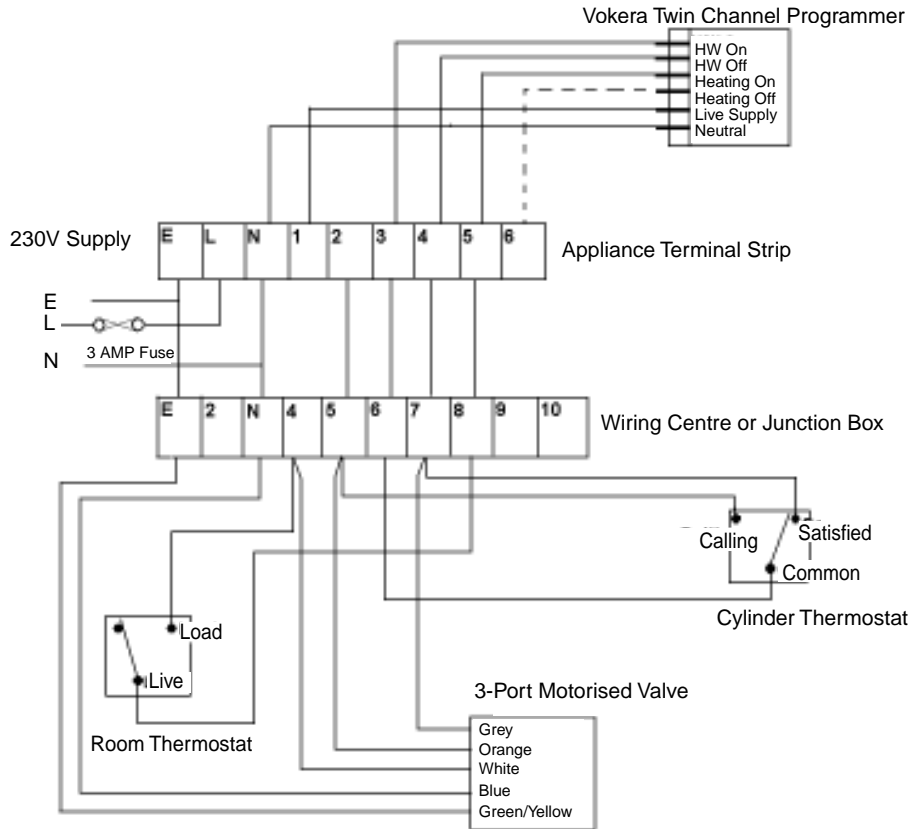 Vokera Twin Channel Programmer
HW On
HW Off
Heating On
Heating Off
Live Supply
Neutral
230V Supply
E L N 1 2 3 4 5 6
Appliance Terminal Strip
E
L
N
3 AMP Fuse
E 2 N 4 5 6 7 8 9 10
Wiring Centre or Junction Box
Calling
Satisfied
Common
Cylinder Thermostat
Load
Live
Room Thermostat
3-Port Motorised Valve
Grey
Orange
White
Blue
Green/Yellow